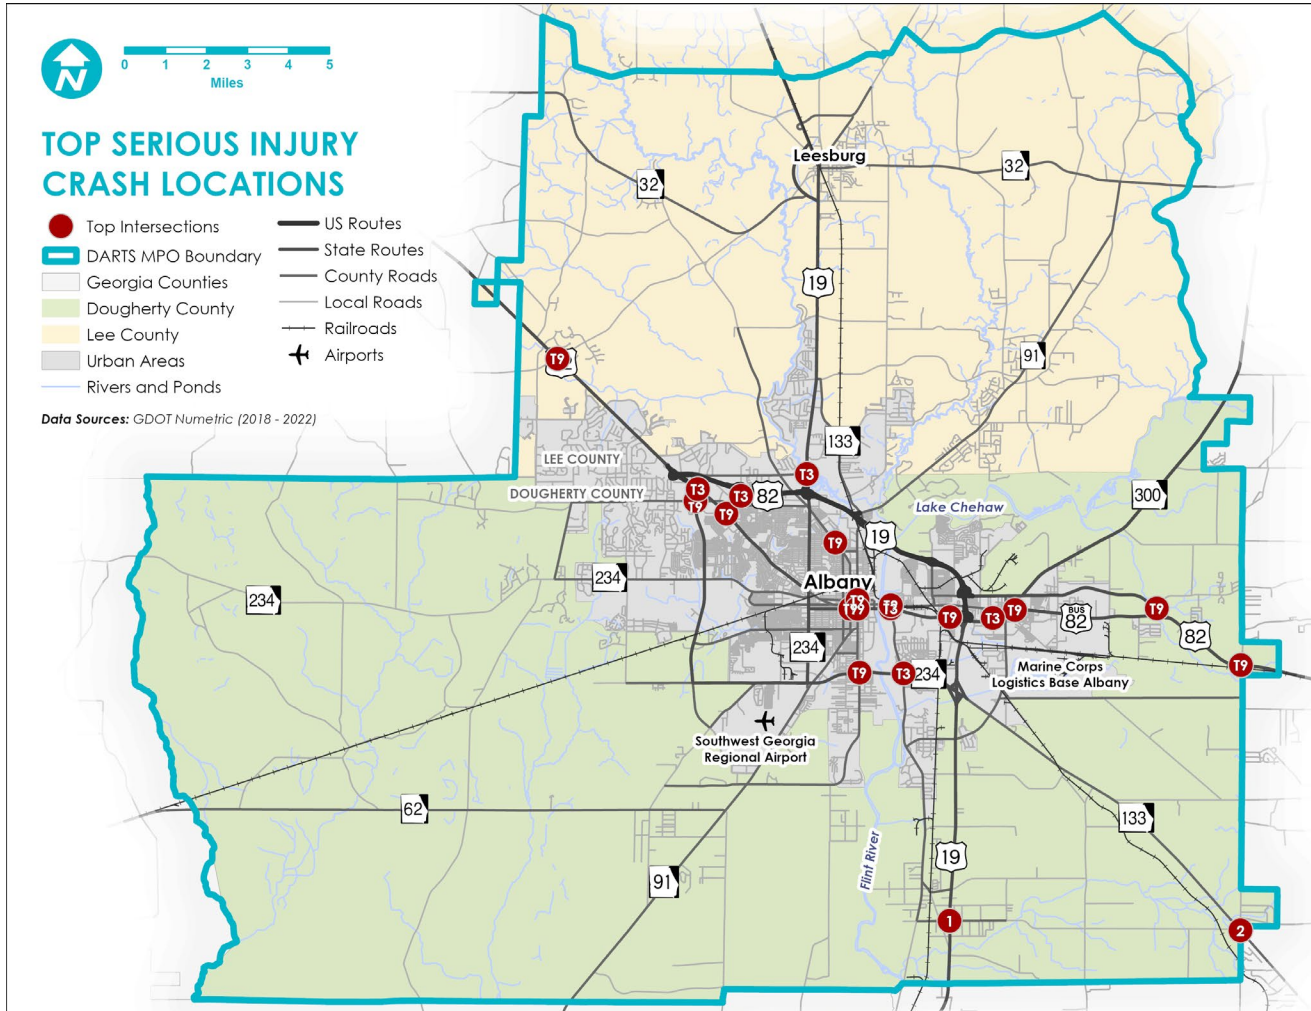 N
0 1 2 3 4 5
Miles
TOP SERIOUS INJURY
CRASH LOCATIONS
Top Intersections
DARTS MPO Boundary
Georgia Counties
Dougherty County
Lee County
Urban Areas
Rivers and Ponds
US Routes
State Routes
County Roads
Local Roads
Railroads
Airports
Data Sources: GDOT Numetric (2018 - 2022)
Leesburg
32
32
19
91
T9
133
LEE COUNTY
DOUGHERTY COUNTY
T3
T3
T3
82
T9
T9
300
Lake Chehaw
19
T9
Albany
234
234
T9
T9
T3
T9
T3
T9
BUS
82
T9
82
234
T9
T3
234
Marine Corps
Logistics Base Albany
T9
Southwest Georgia
Regional Airport
62
133
Flint River
19
91
1
2